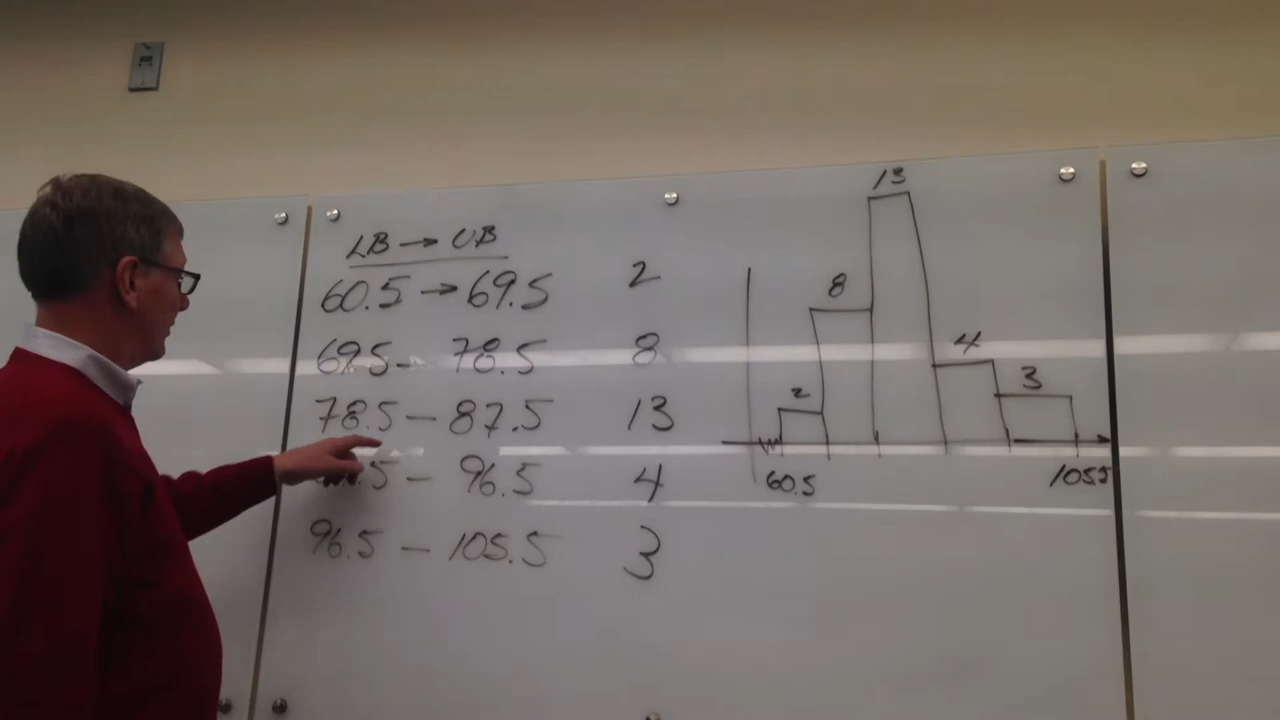 LB → UB
60.5 → 69.5 2
69.5 - 78.5 8
78.5 - 87.5 13
.5 - 96.5 4
96.5 - 105.5 3
13
8
4
3
2
60.5 105.5